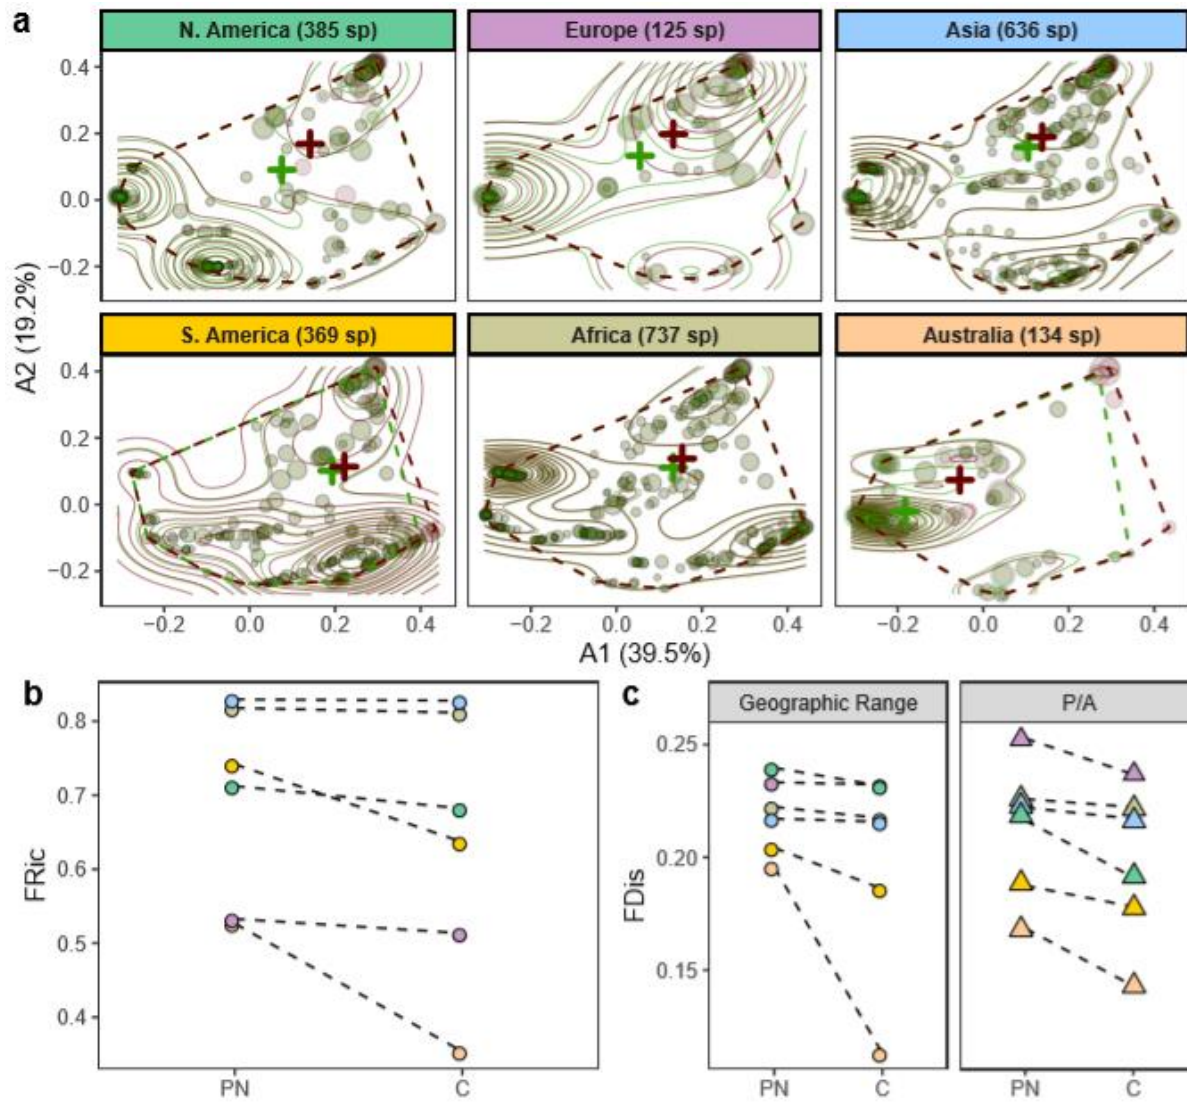 a
N. America (385 sp)
Europe (125 sp)
Asia (636 sp)
0.4
0.2
0.0
−0.2
S. America (369 sp)
Africa (737 sp)
Australia (134 sp)
0.4
0.2
0.0
−0.2
A2 (19.2%)
−0.2 0.0 0.2 0.4
−0.2 0.0 0.2 0.4
−0.2 0.0 0.2 0.4
A1 (39.5%)
b
0.8
0.7
0.6
0.5
0.4
FRic
PN C
c
Geographic Range
P/A
0.25
0.20
0.15
FDis
PN C
PN C